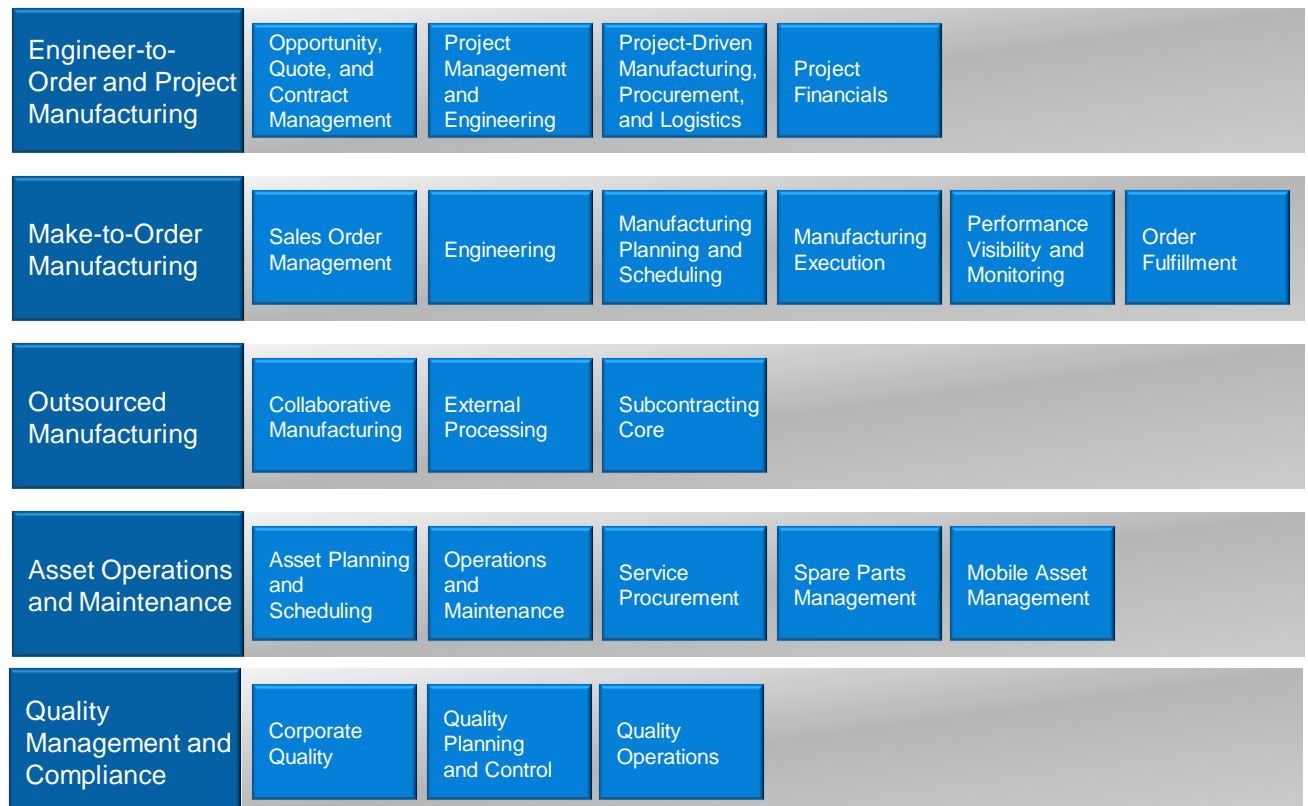 Engineer-to-
Order and Project
Manufacturing
Opportunity,
Quote, and
Contract
Management
Project
Management
and
Engineering
Project-Driven
Manufacturing,
Procurement,
and Logistics
Project
Financials
Make-to-Order
Manufacturing
Sales Order
Management
Engineering
Manufacturing
Planning and
Scheduling
Manufacturing
Execution
Performance
Visibility and
Monitoring
Order
Fulfillment
Outsourced
Manufacturing
Collaborative
Manufacturing
External
Processing
Subcontracting
Core
Asset Operations
and Maintenance
Asset Planning
and
Scheduling
Operations
and
Maintenance
Service
Procurement
Spare Parts
Management
Mobile Asset
Management
Quality
Management and
Compliance
Corporate
Quality
Quality
Planning
and Control
Quality
Operations